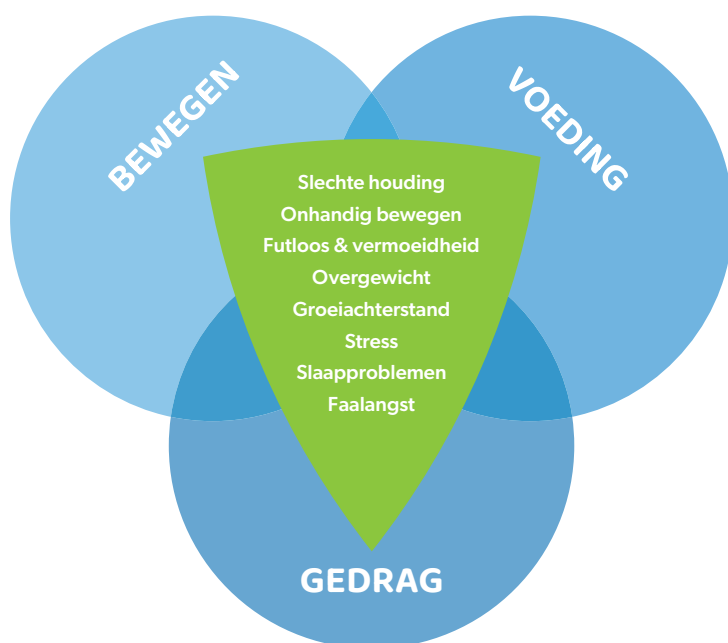 BEWEGEN
VOEDING
Slechte houding
Onhandig bewegen
Futloos & vermoeidheid
Overgewicht
Groeiachterstand
Stress
Slaapproblemen
Faalangst
GEDRAG